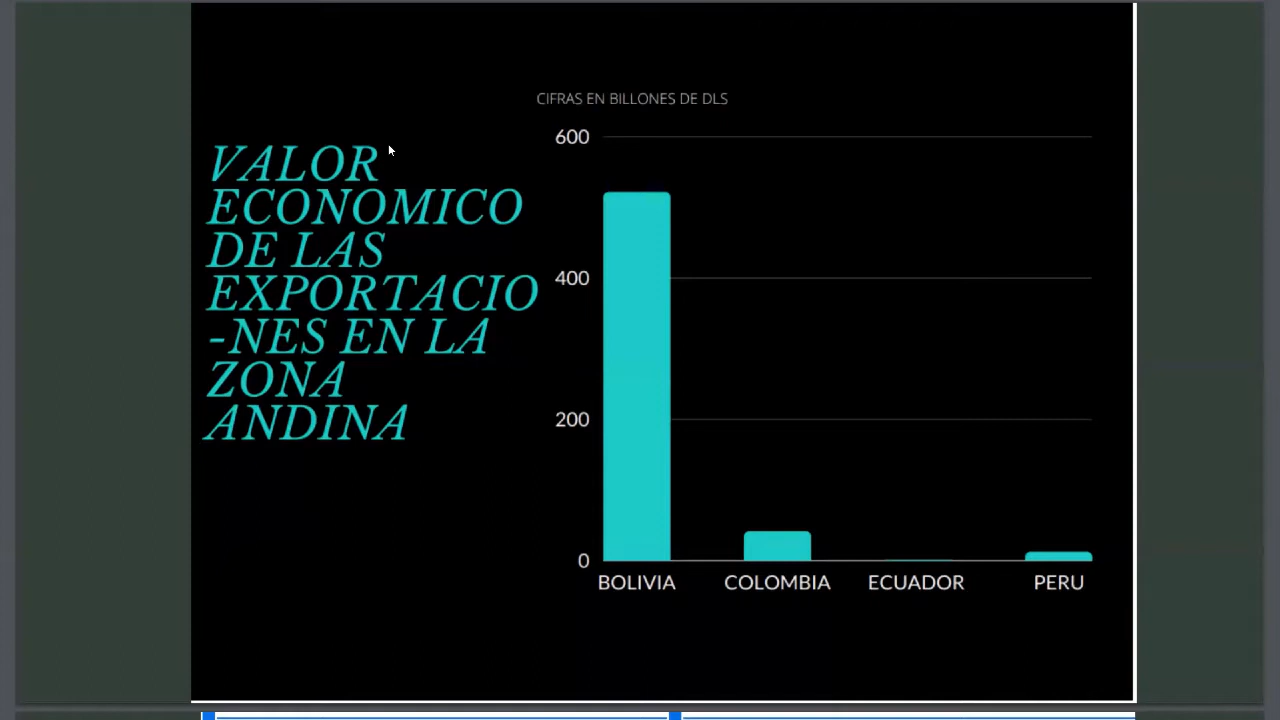 CIFRAS EN BILLONES DE DLS
VALOR
ECONOMICO
DE LAS
EXPORTACIO
-NES EN LA
ZONA
ANDINA
600
400
200
0
BOLIVIA
COLOMBIA
ECUADOR
PERU